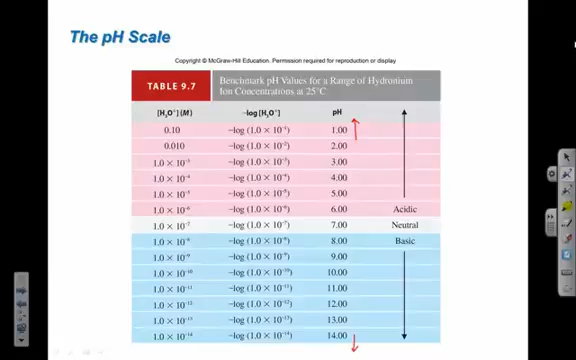 The pH Scale
Copyright © McGraw-Hill Education. Permission required for reproduction or display
TABLE 9.7 Benchmark pH Values for a Range of Hydronium
Ion Concentrations at 25°C
[H₃O⁺](M) −log [H₃O⁺] pH
0.10 −log (1.0 × 10⁻¹) 1.00
0.010 −log (1.0 × 10⁻²) 2.00
1.0 × 10⁻³ −log (1.0 × 10⁻³) 3.00
1.0 × 10⁻⁴ −log (1.0 × 10⁻⁴) 4.00
1.0 × 10⁻⁵ −log (1.0 × 10⁻⁵) 5.00
1.0 × 10⁻⁶ −log (1.0 × 10⁻⁶) 6.00 Acidic
1.0 × 10⁻⁷ −log (1.0 × 10⁻⁷) 7.00 Neutral
1.0 × 10⁻⁸ −log (1.0 × 10⁻⁸) 8.00 Basic
1.0 × 10⁻⁹ −log (1.0 × 10⁻⁹) 9.00
1.0 × 10⁻¹⁰ −log (1.0 × 10⁻¹⁰) 10.00
1.0 × 10⁻¹¹ −log (1.0 × 10⁻¹¹) 11.00
1.0 × 10⁻¹² −log (1.0 × 10⁻¹²) 12.00
1.0 × 10⁻¹³ −log (1.0 × 10⁻¹³) 13.00
1.0 × 10⁻¹⁴ −log (1.0 × 10⁻¹⁴) 14.00